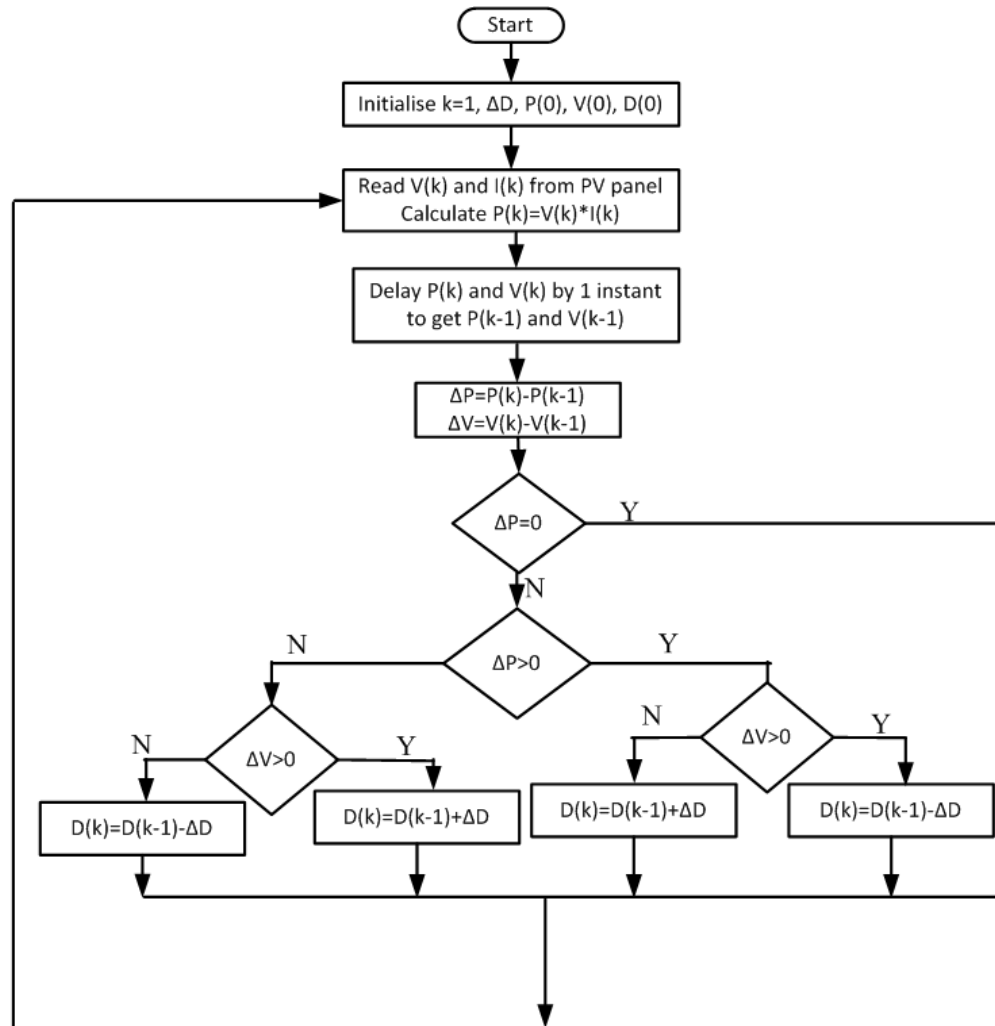 Start
Initialise k=1, ΔD, P(0), V(0), D(0)
Read V(k) and I(k) from PV panel
Calculate P(k)=V(k)*I(k)
Delay P(k) and V(k) by 1 instant
to get P(k-1) and V(k-1)
ΔP=P(k)-P(k-1)
ΔV=V(k)-V(k-1)
ΔP=0
Y
N
ΔP>0
N
Y
ΔV>0
N
Y
ΔV>0
N
Y
D(k)=D(k-1)-ΔD
D(k)=D(k-1)+ΔD
D(k)=D(k-1)+ΔD
D(k)=D(k-1)-ΔD